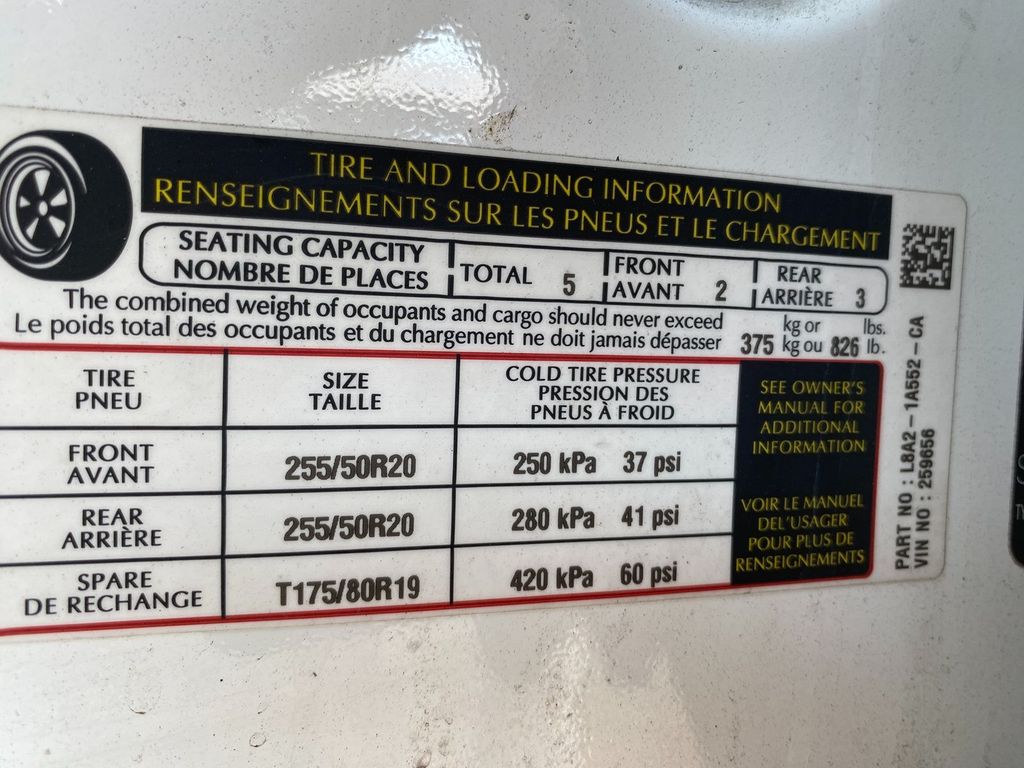 TIRE AND LOADING INFORMATION
RENSEIGNEMENTS SUR LES PNEUS ET LE CHARGEMENT
SEATING CAPACITY
NOMBRE DE PLACES
TOTAL 5
FRONT
AVANT 2
REAR
ARRIÈRE 3
The combined weight of occupants and cargo should never exceed
Le poids total des occupants et du chargement ne doit jamais dépasser
375 kg or
kg ou
826 lbs.
lb.
TIRE
PNEU
SIZE
TAILLE
COLD TIRE PRESSURE
PRESSION DES
PNEUS À FROID
FRONT
AVANT
255/50R20
250 kPa 37 psi
REAR
ARRIÈRE
255/50R20
280 kPa 41 psi
SPARE
DE RECHANGE
T175/80R19
420 kPa 60 psi
SEE OWNER'S
MANUAL FOR
ADDITIONAL
INFORMATION
VOIR LE MANUEL
DEL'USAGER
POUR PLUS DE
RENSEIGNEMENTS
PART NO : L8A2-1A552-CA
VIN NO : 259656